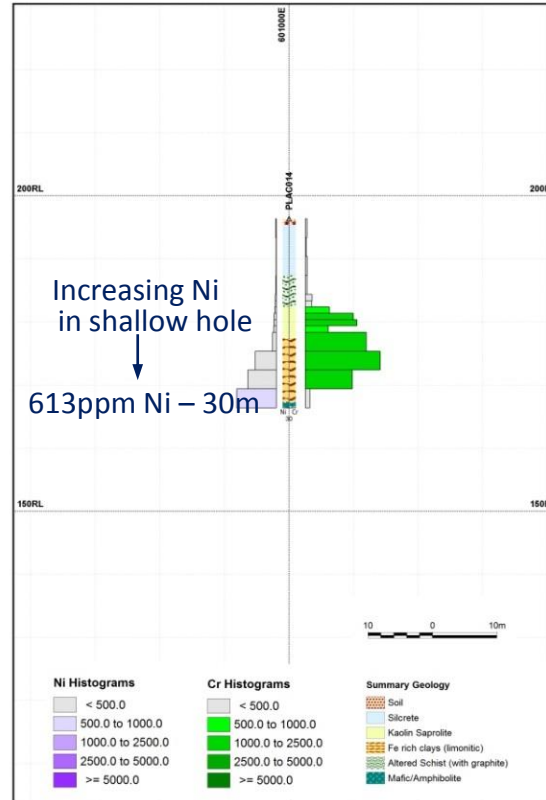 601000E
200RL
200R
PLAC014
Increasing Ni
in shallow hole
613ppm Ni – 30m
Ni Cr
30
150RL
150R
10 0 10m
Ni Histograms
< 500.0
500.0 to 1000.0
1000.0 to 2500.0
2500.0 to 5000.0
>= 5000.0
Cr Histograms
< 500.0
500.0 to 1000.0
1000.0 to 2500.0
2500.0 to 5000.0
>= 5000.0
Summary Geology
Soil
Silcrete
Kaolin Saprolite
Fe rich clays (limonitic)
Altered Schist (with graphite)
Mafic/Amphibolite